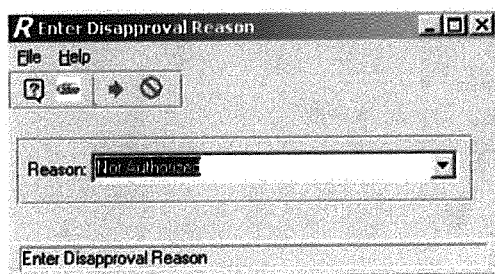 R Enter Disapproval Reason
File Help
Reason: Not Authorized
Enter Disapproval Reason